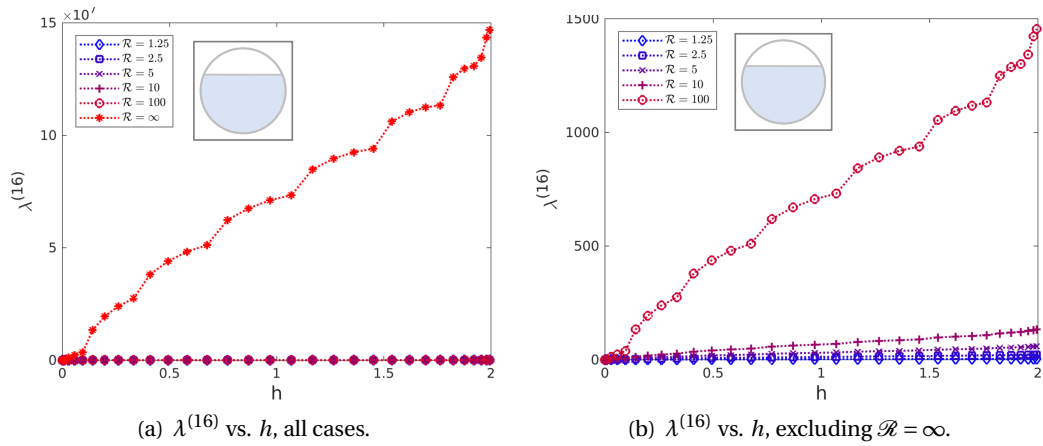 15 × 10⁷
10
5
0
0 0.5 1 1.5 2
λ⁽¹⁶⁾
h
ℛ = 1.25
ℛ = 2.5
ℛ = 5
ℛ = 10
ℛ = 100
ℛ = ∞
(a) λ⁽¹⁶⁾ vs. h, all cases.
1500
1000
500
0
0 0.5 1 1.5 2
λ⁽¹⁶⁾
h
ℛ = 1.25
ℛ = 2.5
ℛ = 5
ℛ = 10
ℛ = 100
(b) λ⁽¹⁶⁾ vs. h, excluding ℛ = ∞.